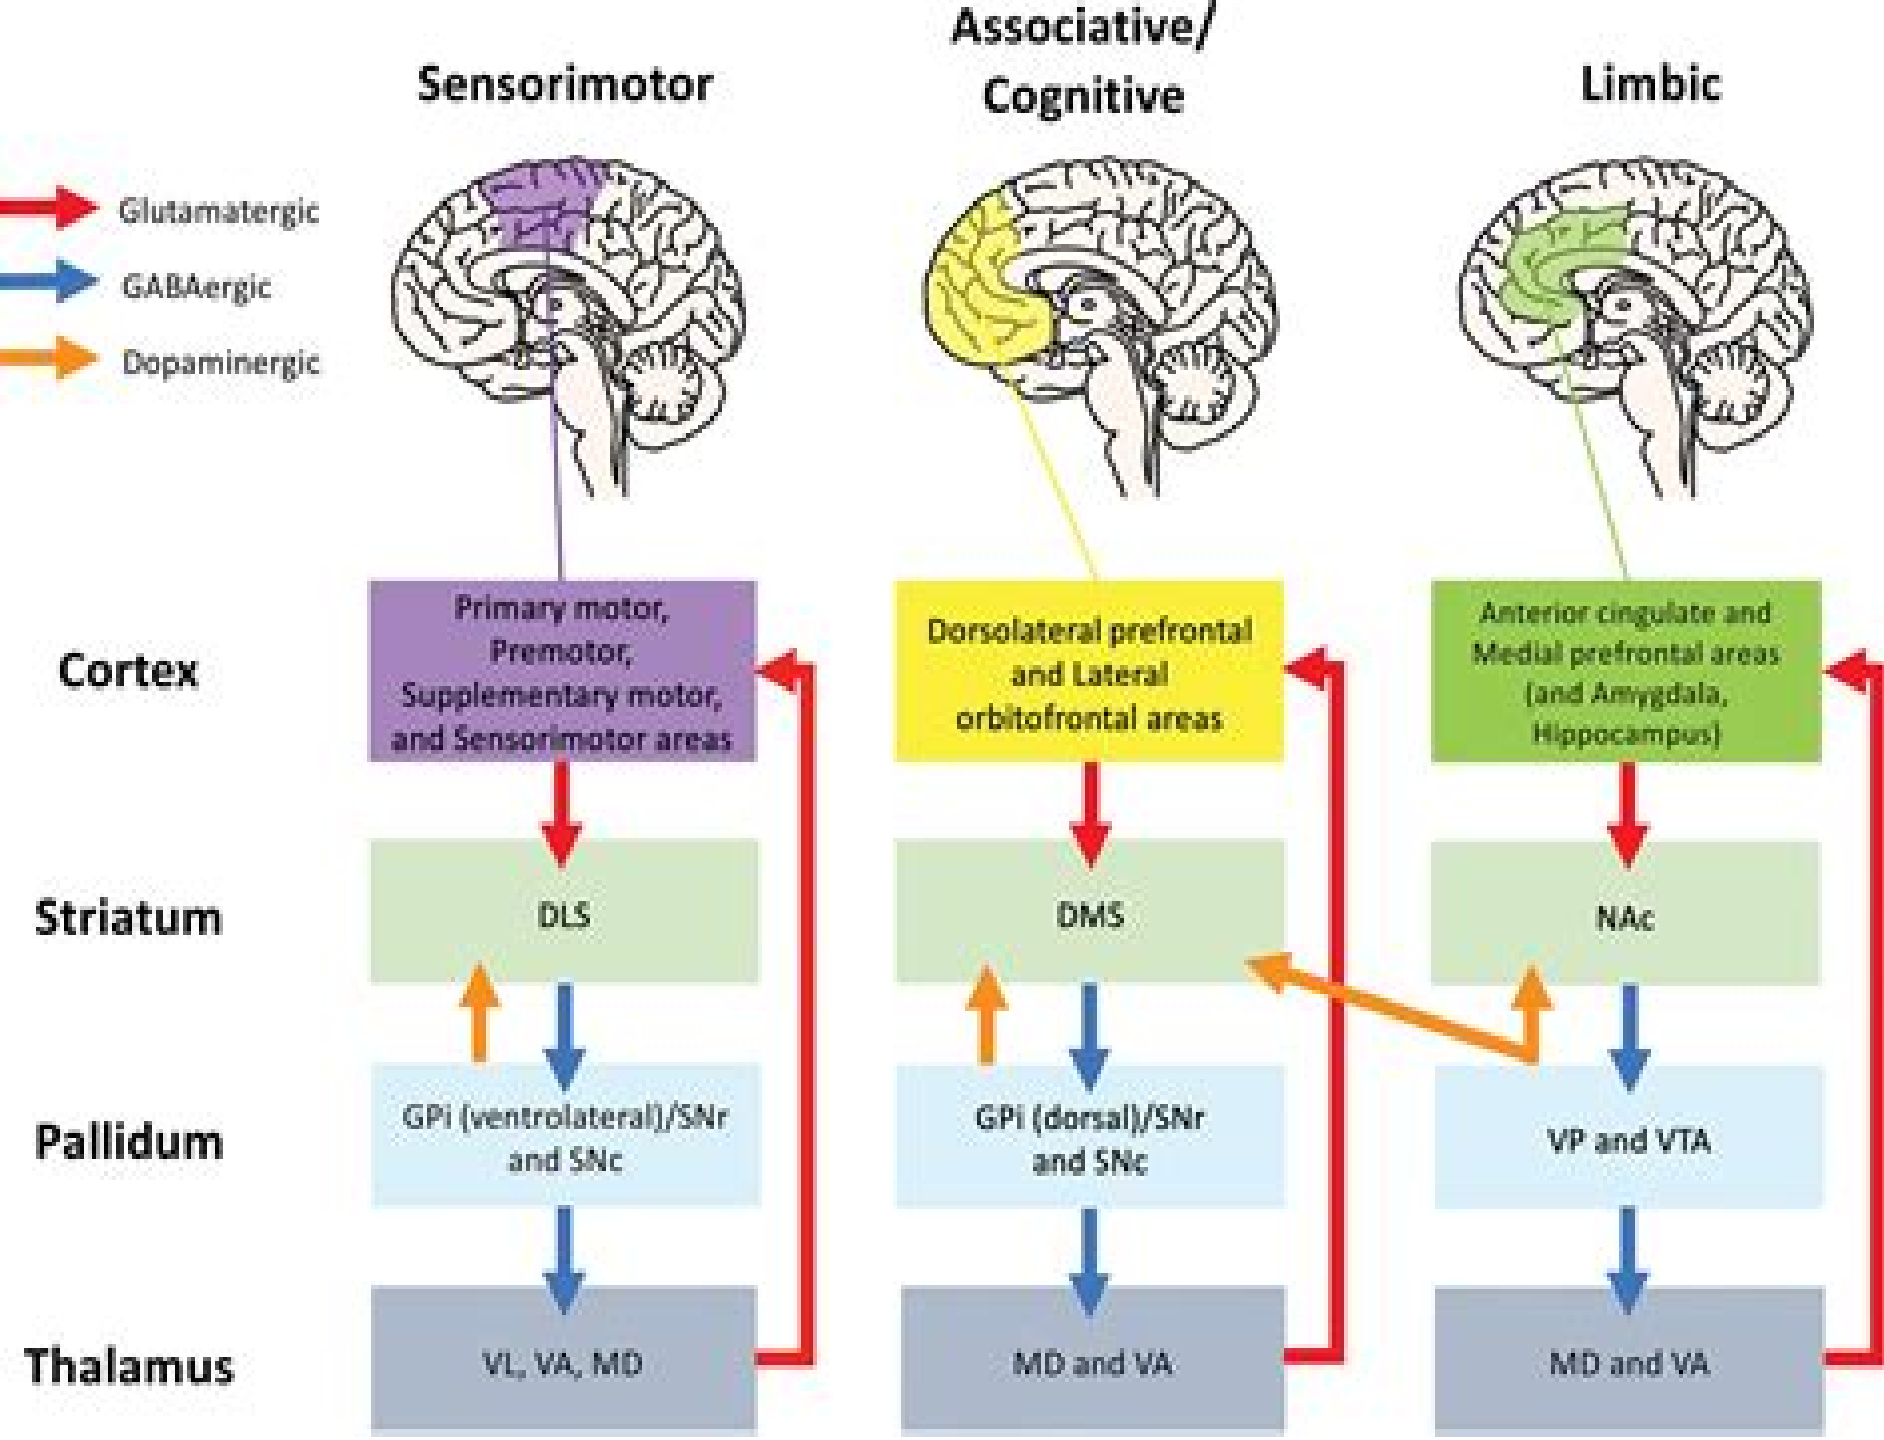 Associative/
Cognitive
Sensorimotor
Limbic
Glutamatergic
GABAergic
Dopaminergic
Cortex
Primary motor,
Premotor,
Supplementary motor,
and Sensorimotor areas
Dorsolateral prefrontal
and Lateral
orbitofrontal areas
Anterior cingulate and
Medial prefrontal areas
(and Amygdala,
Hippocampus)
Striatum
DLS
DMS
NAc
Pallidum
GPi (ventrolateral)/SNr
and SNc
GPi (dorsal)/SNr
and SNc
VP and VTA
Thalamus
VL, VA, MD
MD and VA
MD and VA